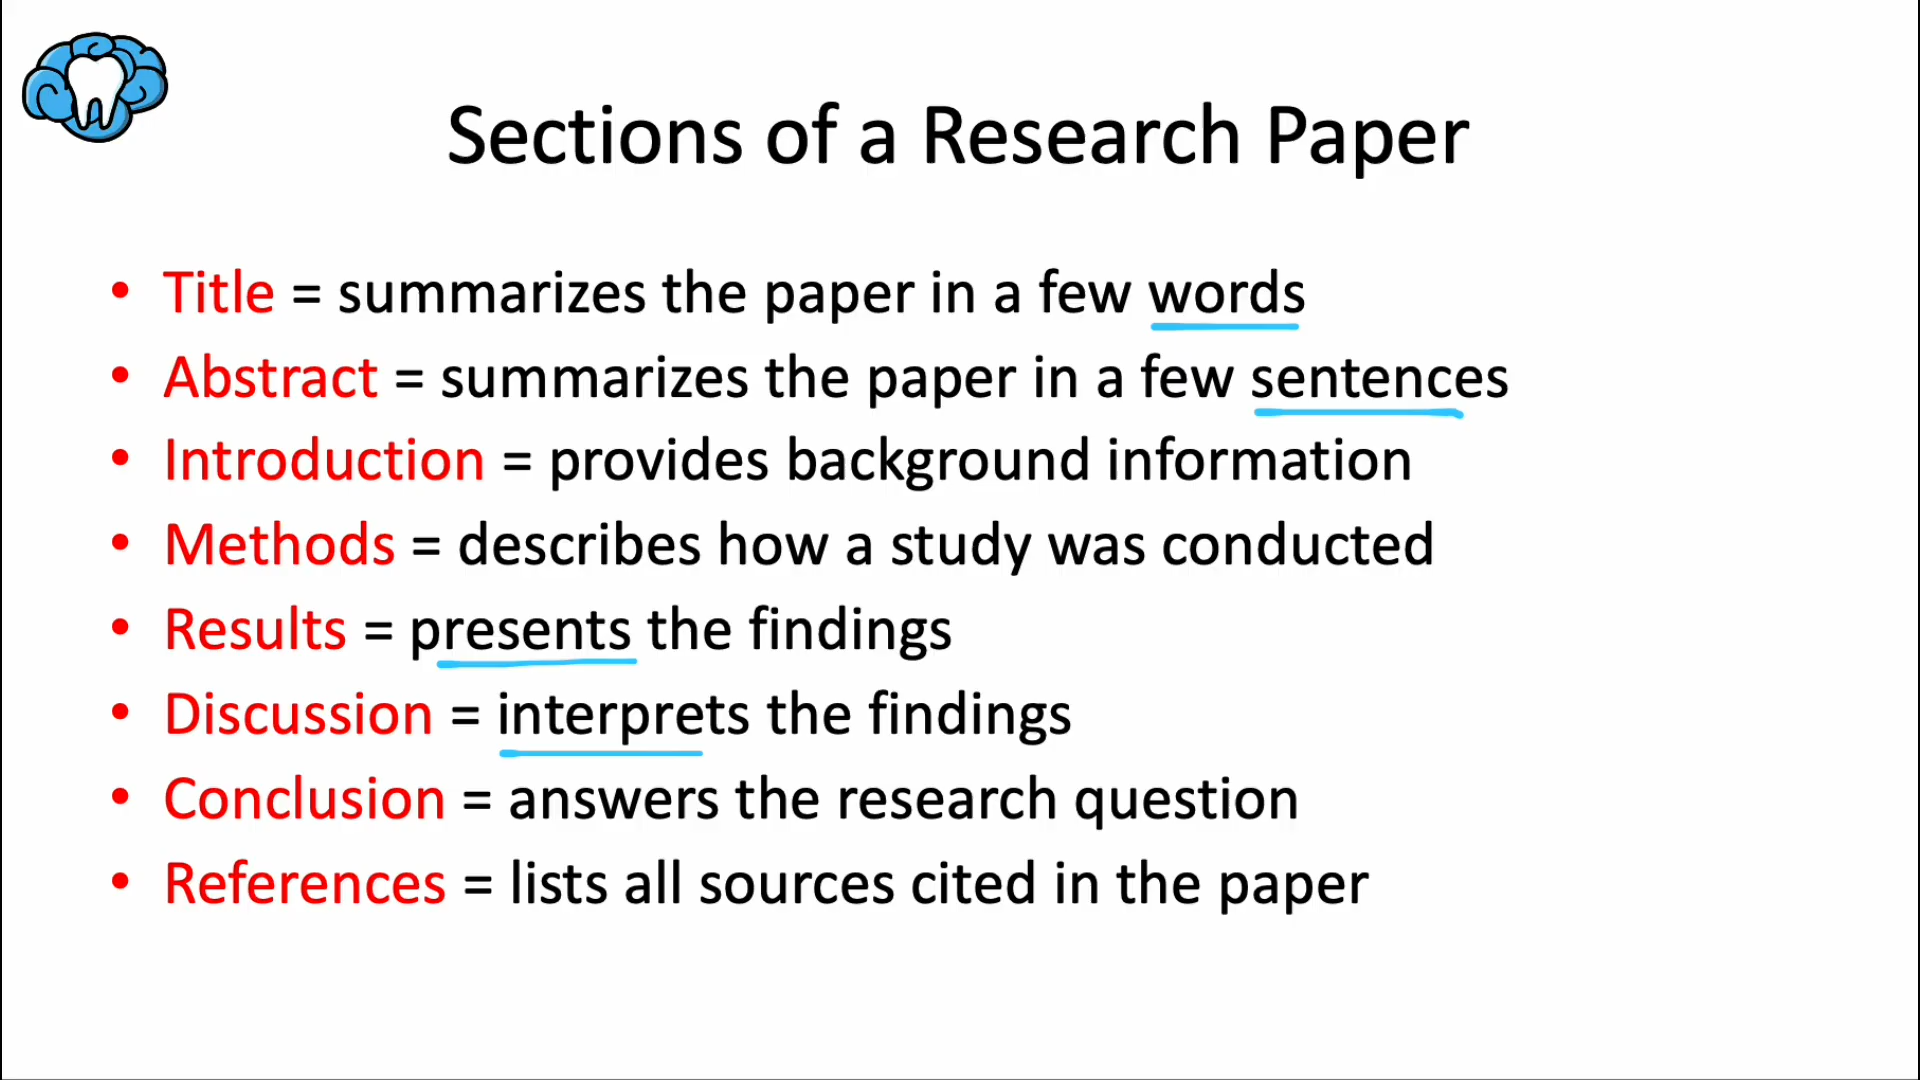 Sections of a Research Paper
• Title = summarizes the paper in a few words
• Abstract = summarizes the paper in a few sentences
• Introduction = provides background information
• Methods = describes how a study was conducted
• Results = presents the findings
• Discussion = interprets the findings
• Conclusion = answers the research question
• References = lists all sources cited in the paper